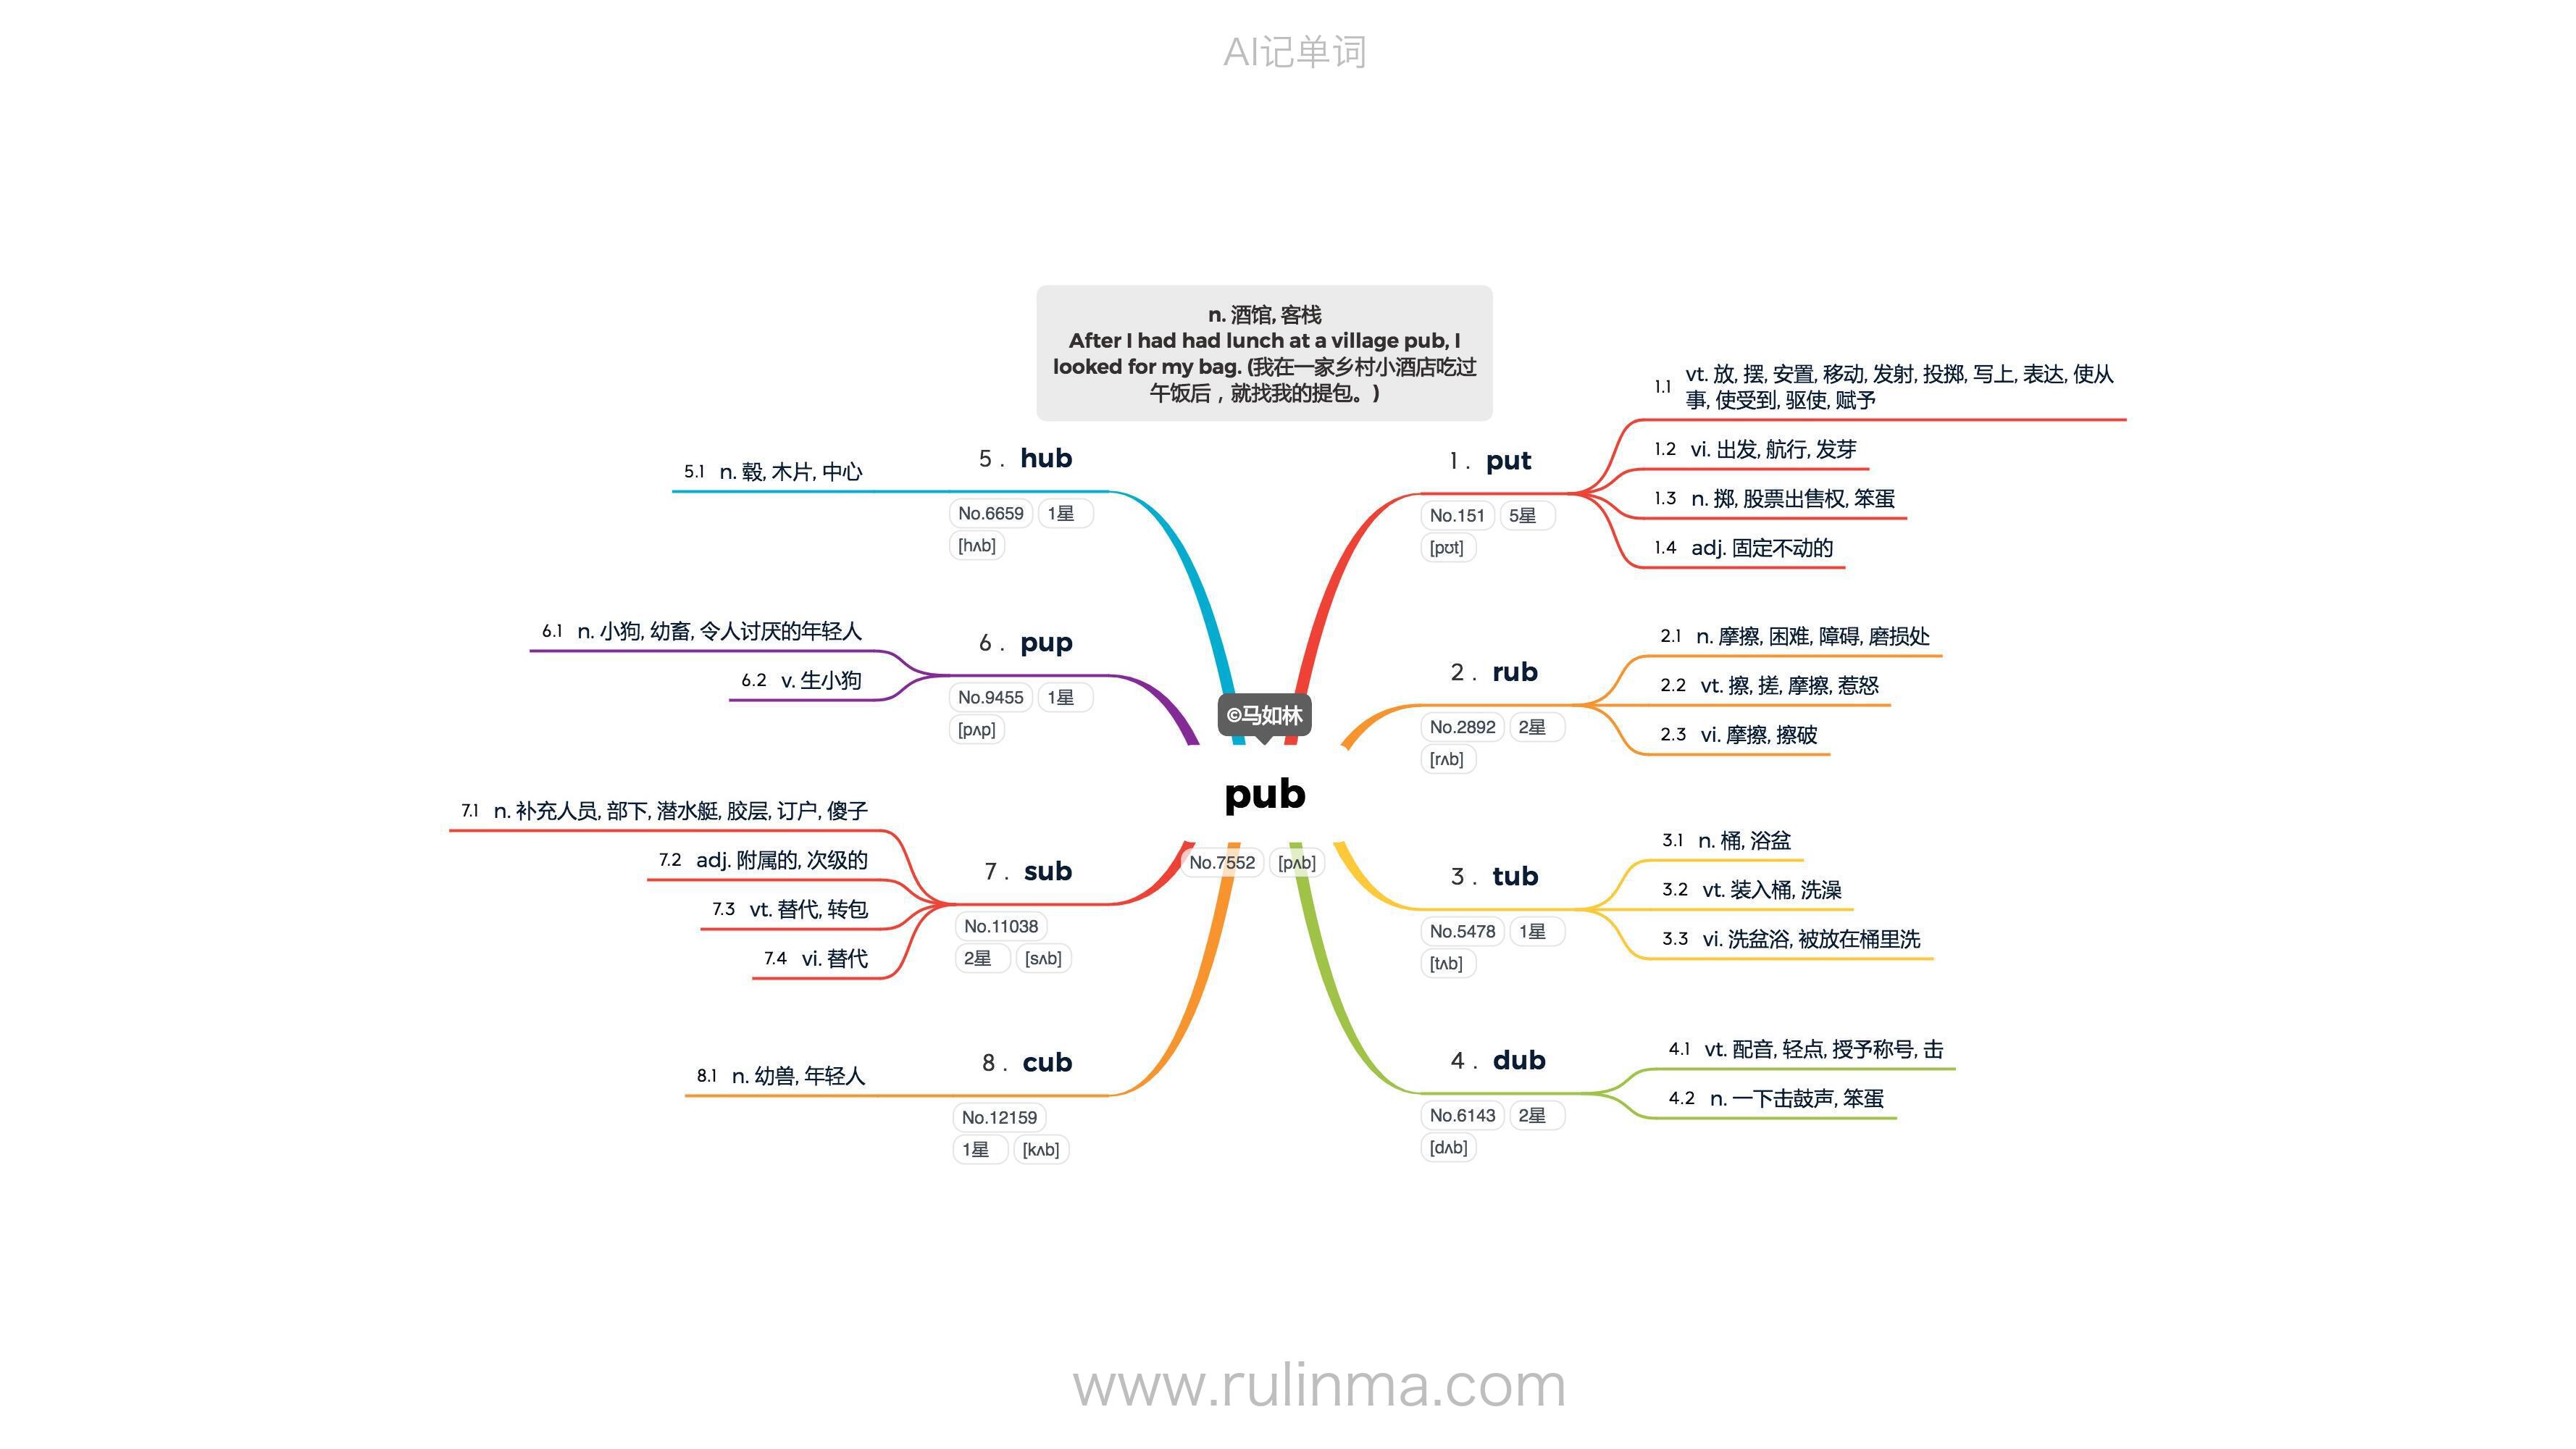 AI记单词
n. 酒馆, 客栈
After I had had lunch at a village pub, I
looked for my bag. (我在一家乡村小酒店吃过
午饭后，就找我的提包。)
©马如林
pub
No.7552 [pʌb]
1. put
No.151 5星
[pʊt]
1.1 vt. 放, 摆, 安置, 移动, 发射, 投掷, 写上, 表达, 使从
事, 使受到, 驱使, 赋予
1.2 vi. 出发, 航行, 发芽
1.3 n. 掷, 股票出售权, 笨蛋
1.4 adj. 固定不动的
2. rub
No.2892 2星
[rʌb]
2.1 n. 摩擦, 困难, 障碍, 磨损处
2.2 vt. 擦, 搓, 摩擦, 惹怒
2.3 vi. 摩擦, 擦破
3. tub
No.5478 1星
[tʌb]
3.1 n. 桶, 浴盆
3.2 vt. 装入桶, 洗澡
3.3 vi. 洗盆浴, 被放在桶里洗
4. dub
No.6143 2星
[dʌb]
4.1 vt. 配音, 轻点, 授予称号, 击
4.2 n. 一下击鼓声, 笨蛋
5. hub
No.6659 1星
[hʌb]
5.1 n. 毂, 木片, 中心
6. pup
No.9455 1星
[pʌp]
6.1 n. 小狗, 幼畜, 令人讨厌的年轻人
6.2 v. 生小狗
7. sub
No.11038
2星 [sʌb]
7.1 n. 补充人员, 部下, 潜水艇, 胶层, 订户, 傻子
7.2 adj. 附属的, 次级的
7.3 vt. 替代, 转包
7.4 vi. 替代
8. cub
No.12159
1星 [kʌb]
8.1 n. 幼兽, 年轻人
www.rulinma.com